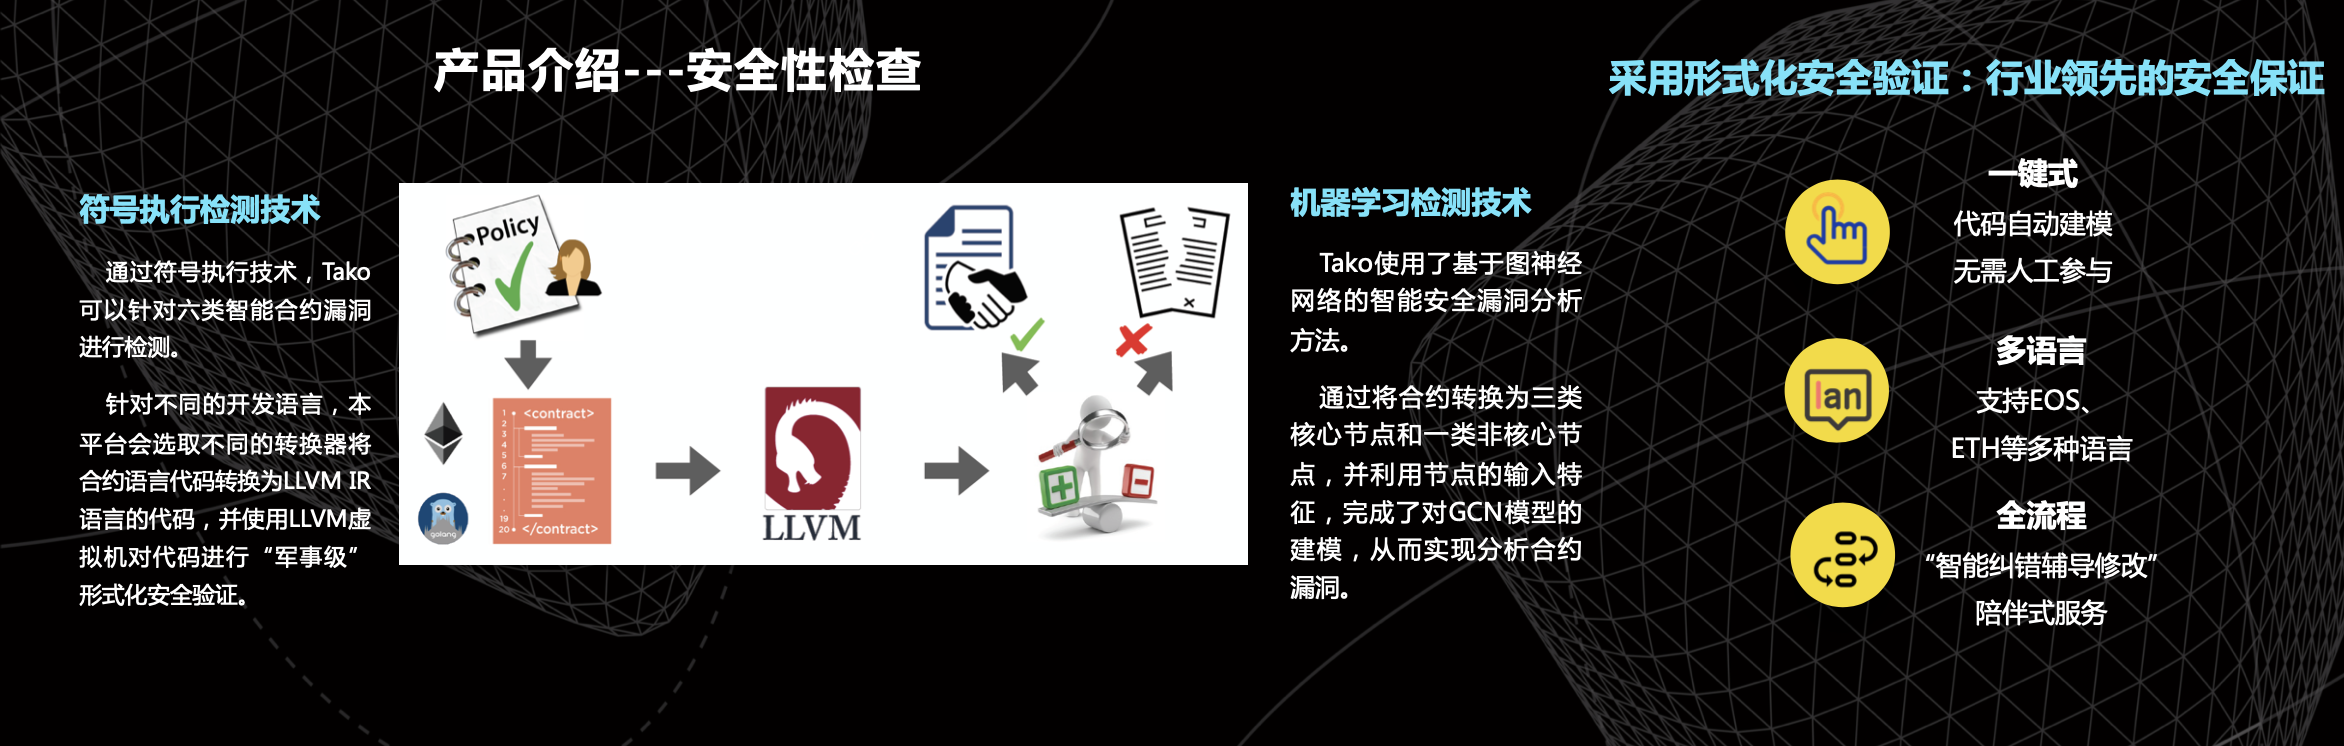 产品介绍---安全性检查
采用形式化安全验证：行业领先的安全保证
符号执行检测技术
通过符号执行技术，Tako
可以针对六类智能合约漏洞
进行检测。
针对不同的开发语言，本
平台会选取不同的转换器将
合约语言代码转换为LLVM IR
语言的代码，并使用LLVM虚
拟机对代码进行“军事级”
形式化安全验证。
Policy
golang
1
2
3
4
5
6
7
.
.
.
19
20
<contract>
</contract>
LLVM
机器学习检测技术
Tako使用了基于图神经
网络的智能安全漏洞分析
方法。
通过将合约转换为三类
核心节点和一类非核心节
点，并利用节点的输入特
征，完成了对GCN模型的
建模，从而实现分析合约
漏洞。
一键式
代码自动建模
无需人工参与
lan
多语言
支持EOS、
ETH等多种语言
全流程
“智能纠错辅导修改”
陪伴式服务